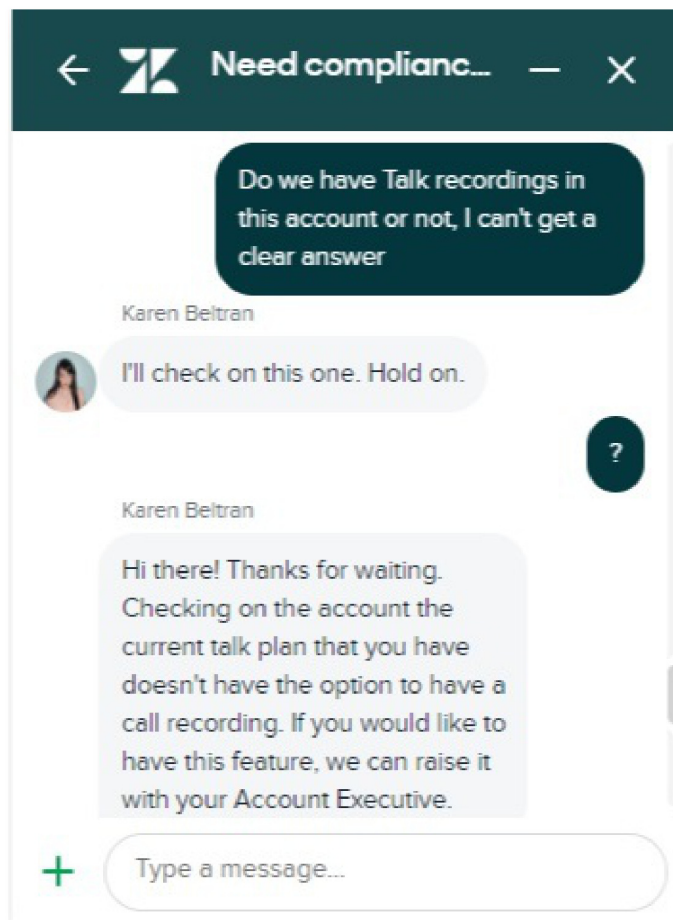 Need complianc...
Do we have Talk recordings in
this account or not, I can't get a
clear answer
Karen Beltran
I'll check on this one. Hold on.
?
Karen Beltran
Hi there! Thanks for waiting.
Checking on the account the
current talk plan that you have
doesn't have the option to have a
call recording. If you would like to
have this feature, we can raise it
with your Account Executive.
Type a message...